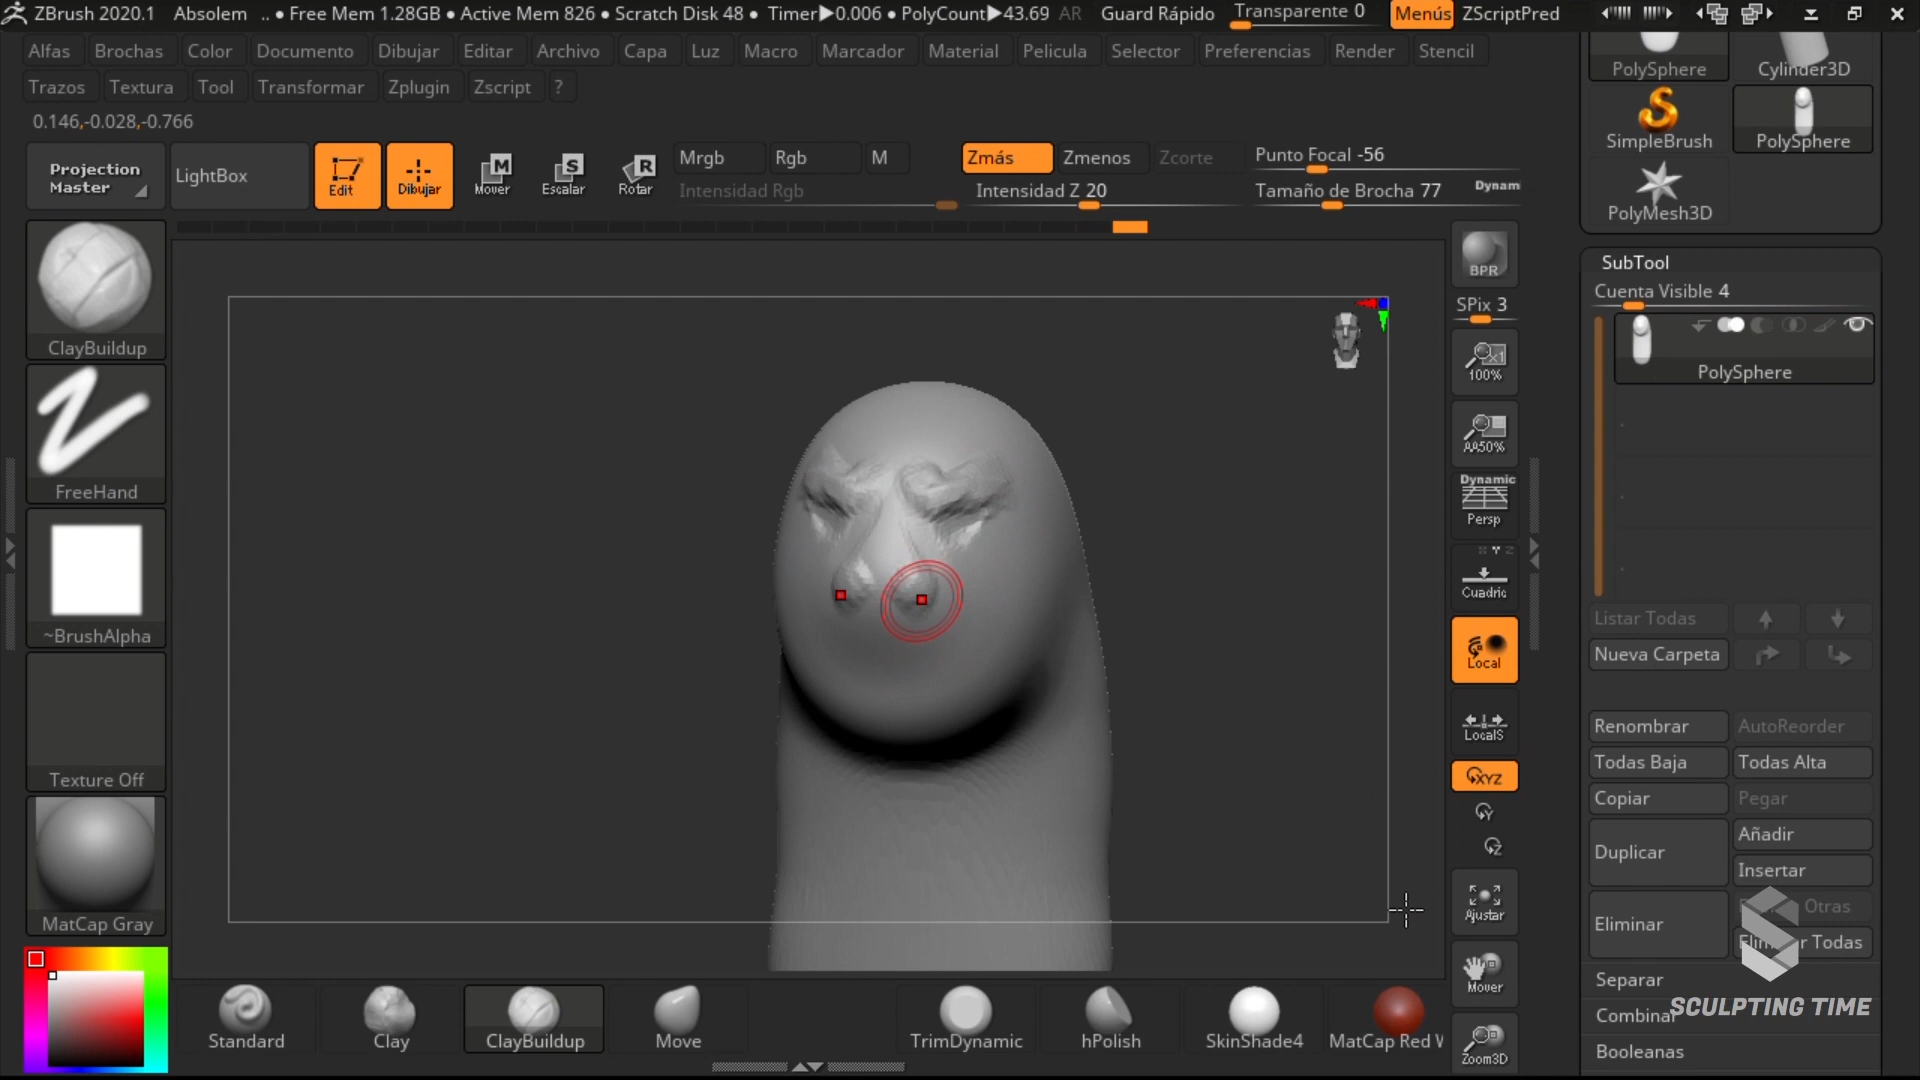 ZBrush 2020.1 Absolem .. • Free Mem 1.28GB • Active Mem 826 • Scratch Disk 48 • Timer▶0.006 • PolyCount▶43.69 AR Guard Rápido Transparente 0 Menús ZScriptPred
Alfas Brochas Color Documento Dibujar Editar Archivo Capa Luz Macro Marcador Material Pelicula Selector Preferencias Render Stencil
Trazos Textura Tool Transformar Zplugin Zscript ?
0.146,-0.028,-0.766
Projection Master
LightBox
Edit
Dibujar
M
Mover
S
Escalar
R
Rotar
Mrgb Rgb M
Intensidad Rgb
Zmás Zmenos Zcorte
Intensidad Z 20
Punto Focal -56
Tamaño de Brocha 77
Dynam
ClayBuildup
FreeHand
~BrushAlpha
Texture Off
MatCap Gray
BPR
SPix 3
x1
100%
AA50%
Dynamic
Persp
Cuadric
Local
LocalS
XYZ
Y
Z
Ajustar
Mover
Zoom3D
PolySphere Cylinder3D
SimpleBrush PolySphere
PolyMesh3D
SubTool
Cuenta Visible 4
PolySphere
Listar Todas
Nueva Carpeta
Renombrar AutoReorder
Todas Baja Todas Alta
Copiar Pegar
Duplicar Añadir
Insertar
Eliminar Otras
Todas
Separar
Combinar
Booleanas
SCULPTING TIME
Standard Clay ClayBuildup Move TrimDynamic hPolish SkinShade4 MatCap Red W